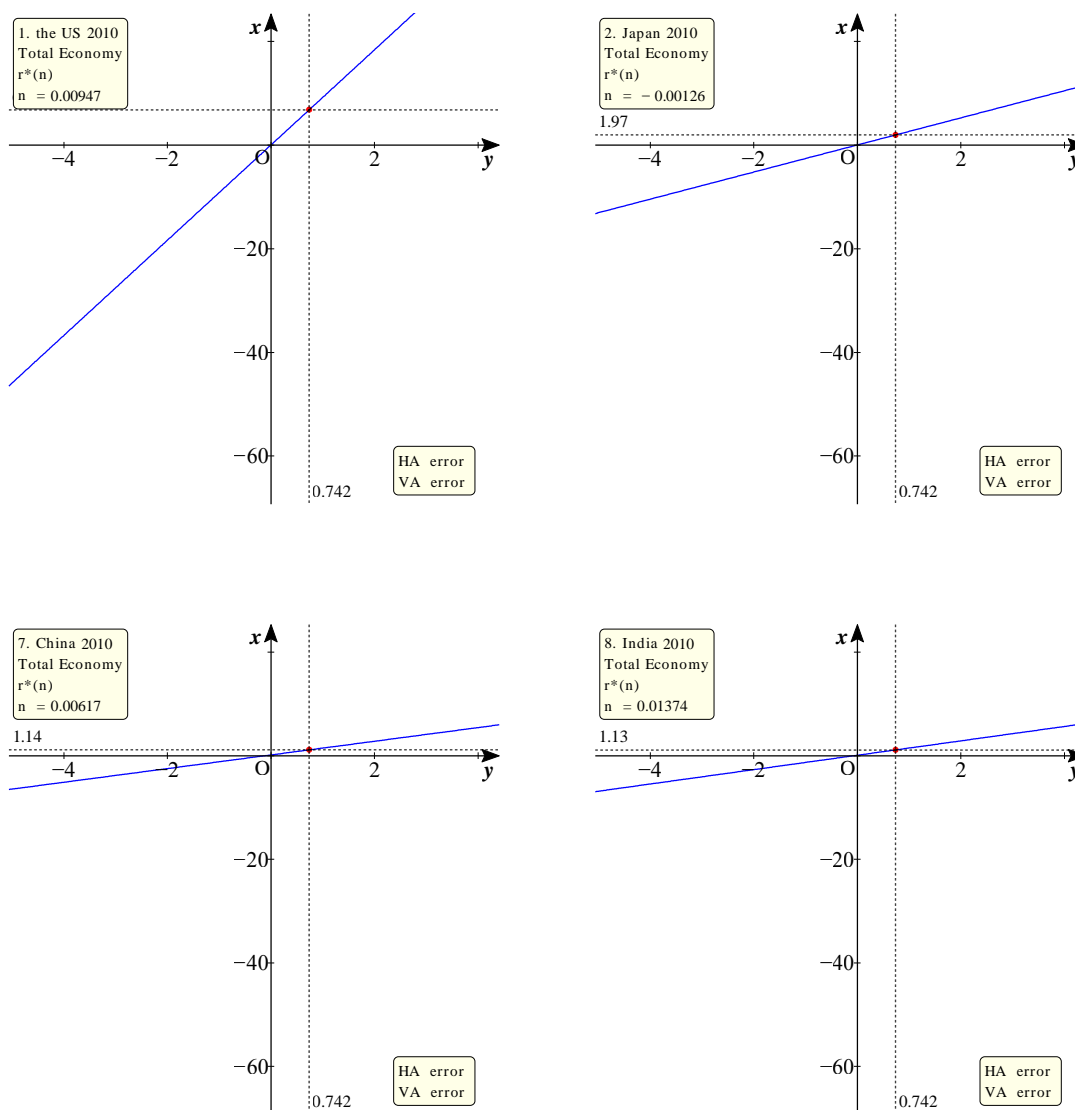 1. the US 2010
Total Economy
r*(n)
n = 0.00947
x
−4
−2
O
2
y
−20
−40
−60
HA error
VA error
0.742
2. Japan 2010
Total Economy
r*(n)
n = − 0.00126
1.97
x
−4
−2
O
2
y
−20
−40
−60
HA error
VA error
0.742
7. China 2010
Total Economy
r*(n)
n = 0.00617
1.14
x
−4
−2
O
2
y
−20
−40
−60
HA error
VA error
0.742
8. India 2010
Total Economy
r*(n)
n = 0.01374
1.13
x
−4
−2
O
2
y
−20
−40
−60
HA error
VA error
0.742